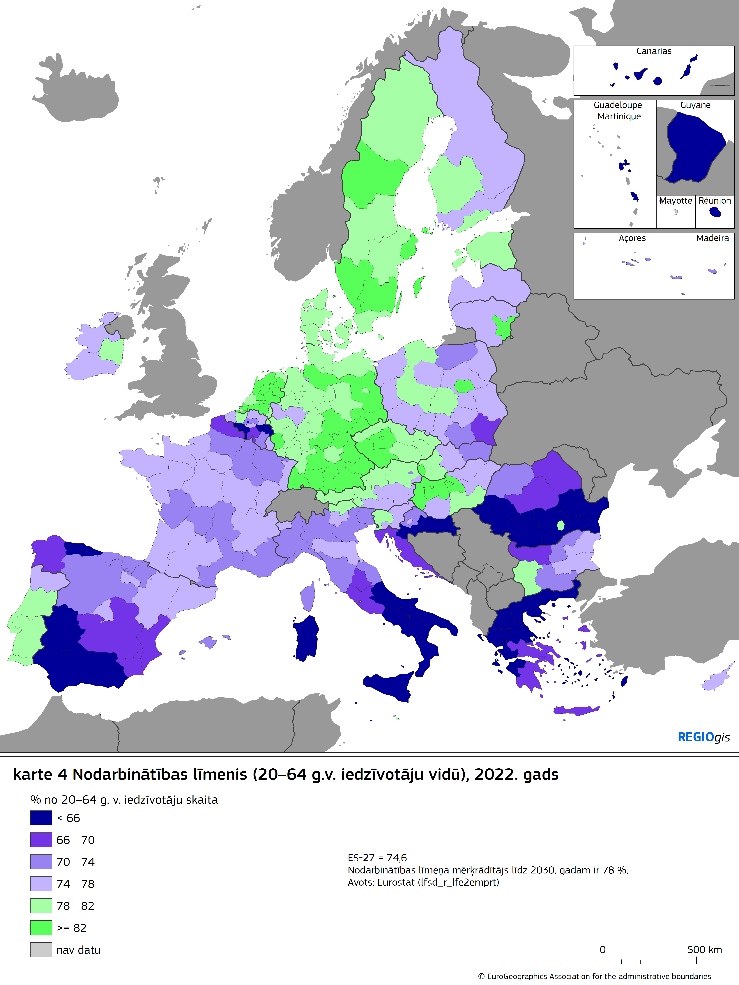 Canarias
Guadeloupe
Martinique
Guyane
Mayotte
Réunion
Açores
Madeira
REGIOgis
karte 4 Nodarbinātības līmenis (20–64 g.v. iedzīvotāju vidū), 2022. gads
% no 20–64 g. v. iedzīvotāju skaita
< 66
66 70
70 74
74 78
78 82
>= 82
nav datu
ES-27 = 74,6
Nodarbinātības līmeņa mērķrādītājs līdz 2030. gadam ir 78 %.
Avots: Eurostat (lfsd_r_lfe2emprt)
0 500 km
© EuroGeographics Association for the administrative boundaries